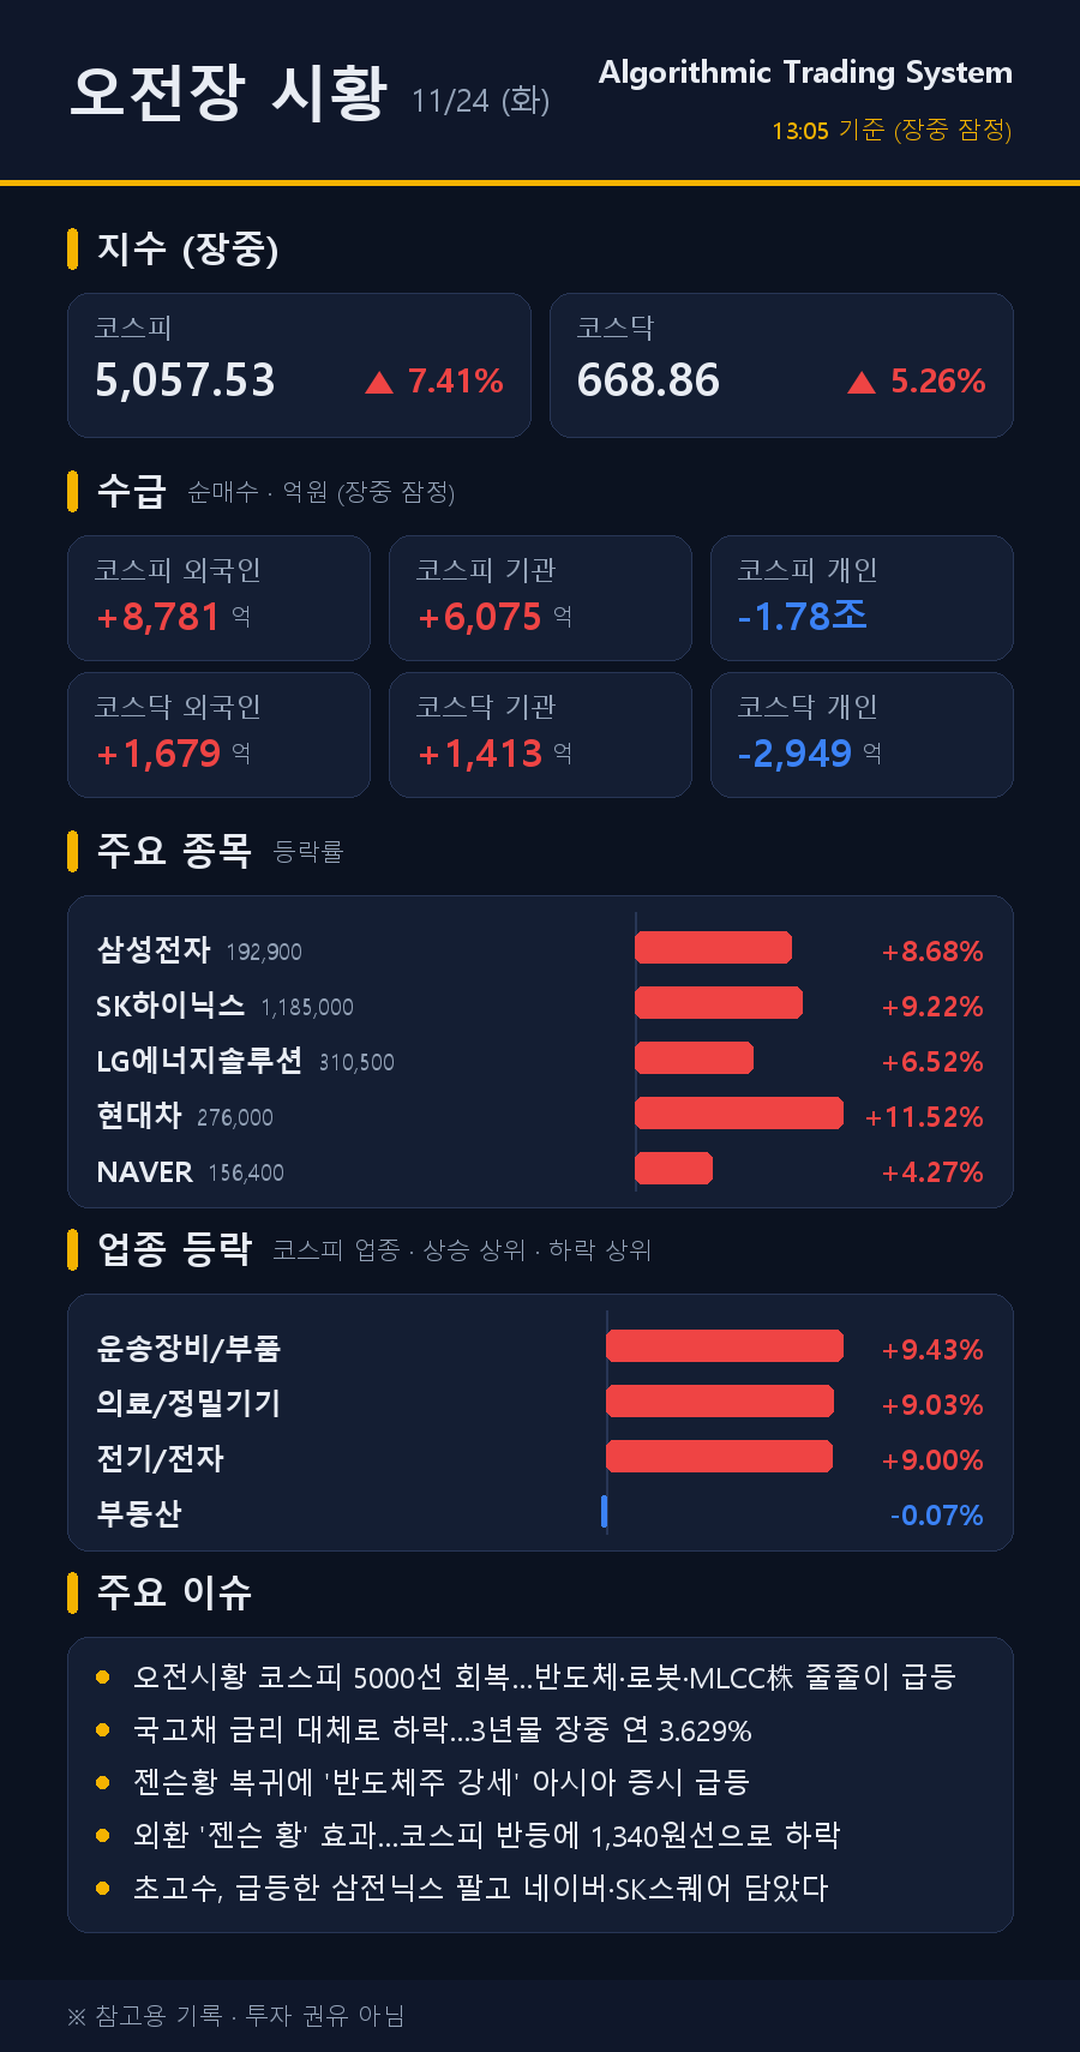 오전장 시황 11/24 (화)
Algorithmic Trading System
13:05 기준 (장중 잠정)
지수 (장중)
코스피
5,057.53 ▲ 7.41%
코스닥
668.86 ▲ 5.26%
수급 순매수 · 억원 (장중 잠정)
코스피 외국인
+8,781 억
코스피 기관
+6,075 억
코스피 개인
-1.78조
코스닥 외국인
+1,679 억
코스닥 기관
+1,413 억
코스닥 개인
-2,949 억
주요 종목 등락률
삼성전자 192,900 +8.68%
SK하이닉스 1,185,000 +9.22%
LG에너지솔루션 310,500 +6.52%
현대차 276,000 +11.52%
NAVER 156,400 +4.27%
업종 등락 코스피 업종 · 상승 상위 · 하락 상위
운송장비/부품 +9.43%
의료/정밀기기 +9.03%
전기/전자 +9.00%
부동산 -0.07%
주요 이슈
오전시황 코스피 5000선 회복...반도체·로봇·MLCC株 줄줄이 급등
국고채 금리 대체로 하락...3년물 장중 연 3.629%
젠슨황 복귀에 '반도체주 강세' 아시아 증시 급등
외환 '젠슨 황' 효과...코스피 반등에 1,340원선으로 하락
초고수, 급등한 삼전닉스 팔고 네이버·SK스퀘어 담았다
※ 참고용 기록 · 투자 권유 아님